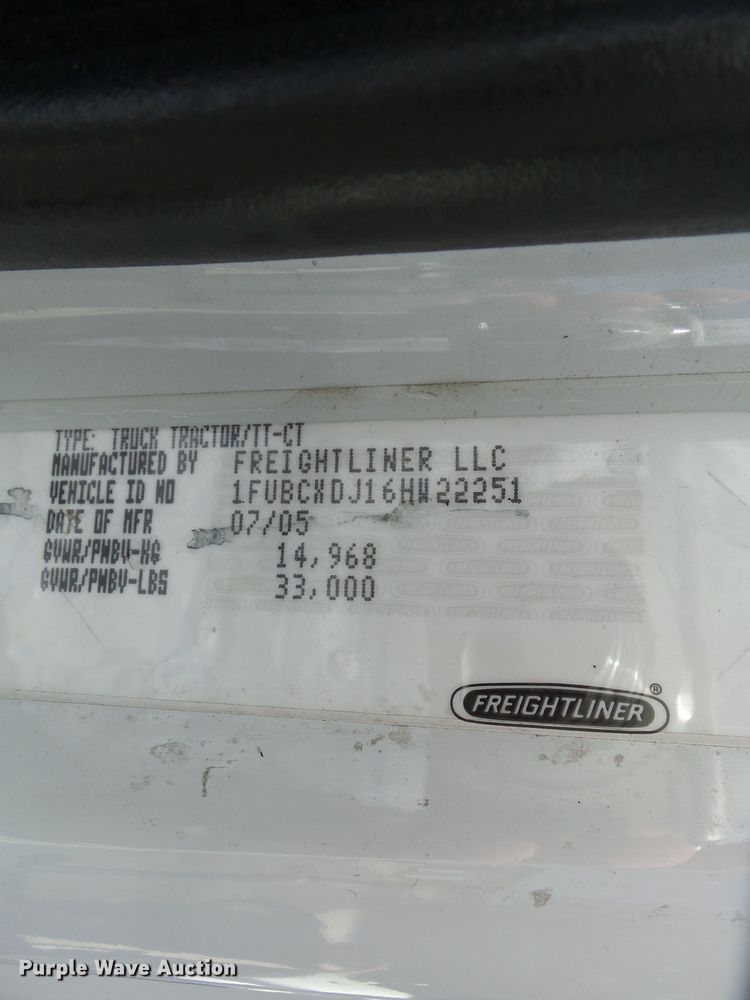 TYPE: TRUCK TRACTOR/TT-CT
MANUFACTURED BY FREIGHTLINER LLC
VEHICLE ID NO 1FUBCXDJ16HW22251
DATE OF MFR 07/05
GVWR/PNBV-KG 14,968
GVWR/PNBV-LBS 33,000
FREIGHTLINER®
Purple Wave Auction